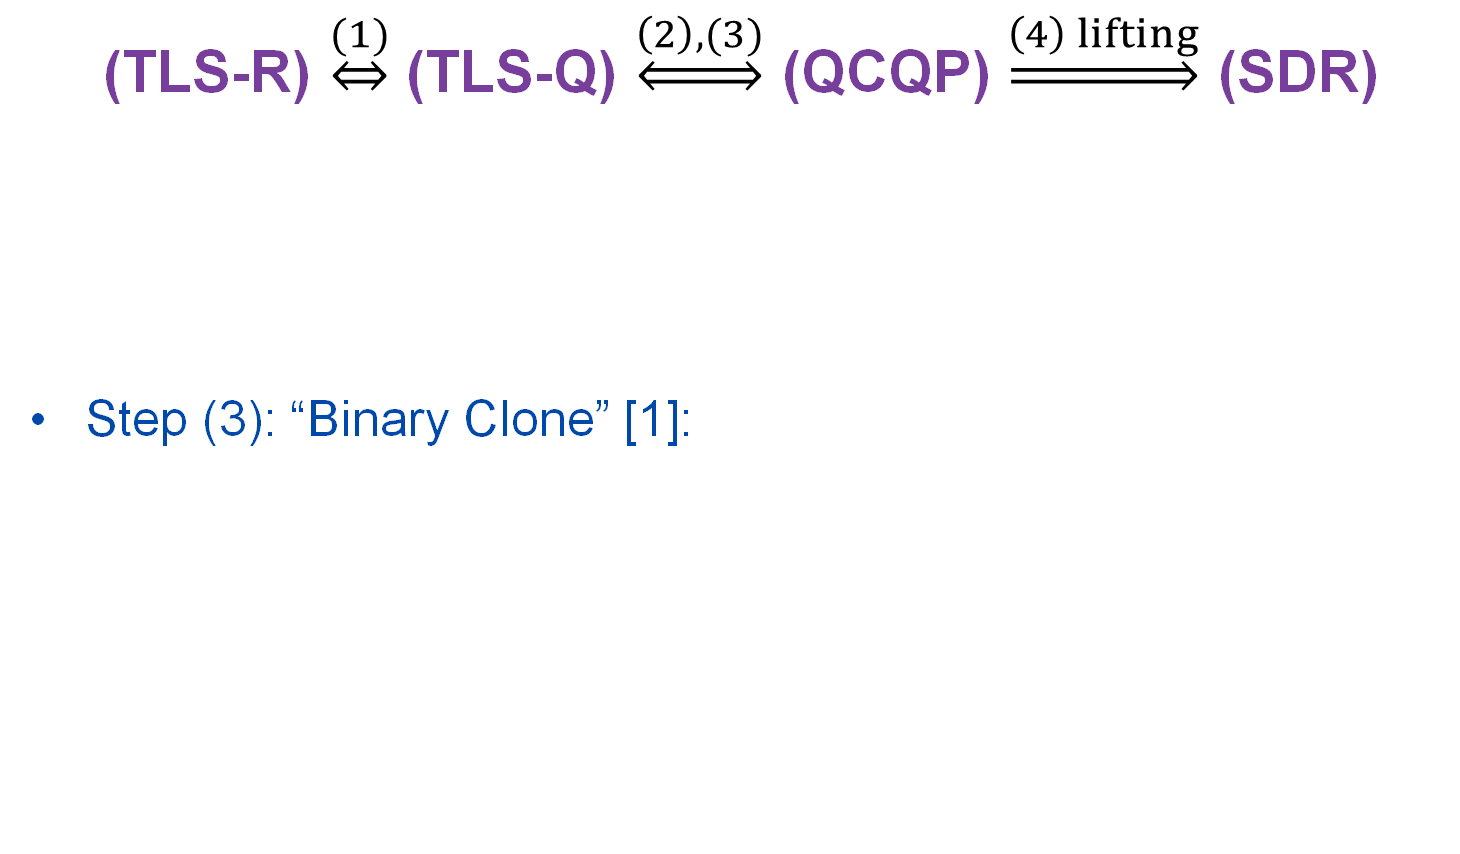 (TLS-R) (1) ⟺ (TLS-Q) (2),(3) ⟺ (QCQP) (4) lifting ⟹ (SDR)
• Step (3): “Binary Clone” [1]: